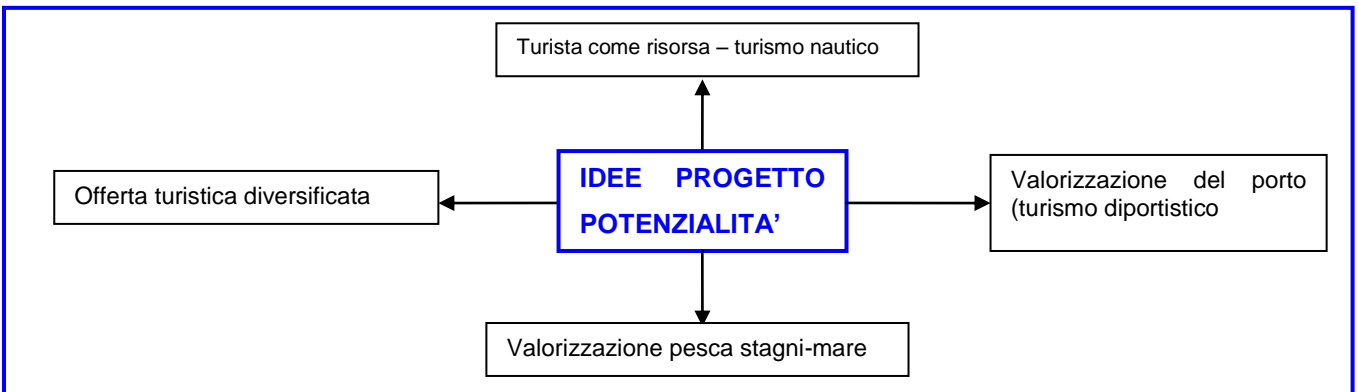 Turista come risorsa – turismo nautico
IDEE PROGETTO
POTENZIALITA’
Offerta turistica diversificata
Valorizzazione del porto
(turismo diportistico
Valorizzazione pesca stagni-mare